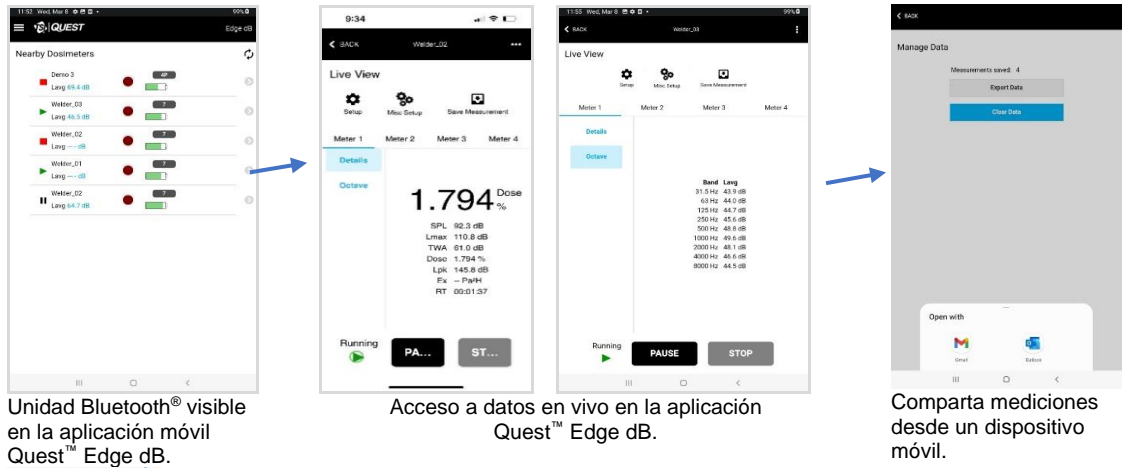 11:52 Wed, Mar 8
99%
TSI QUEST
Edge dB
Nearby Dosimeters
Demo 3
Lavg 69.4 dB
Welder_03
Lavg 46.5 dB
7
Welder_02
Lavg --- dB
7
Welder_01
Lavg --- dB
7
Welder_02
Lavg 64.7 dB
7
Unidad Bluetooth® visible
en la aplicación móvil
Quest™ Edge dB.
9:34
BACK
Welder_02
Live View
Setup
Misc Setup
Save Measurement
Meter 1 Meter 2 Meter 3 Meter 4
Details
Octave
1.794 Dose
%
SPL 92.3 dB
Lmax 110.8 dB
TWA 61.0 dB
Dose 1.794 %
Lpk 145.8 dB
Ex -- Pa²H
RT 00:01:37
Running
PA...
ST...
11:55 Wed, Mar 8
99%
BACK
Welder_03
Live View
Setup
Misc Setup
Save Measurement
Meter 1 Meter 2 Meter 3 Meter 4
Details
Octave
Band Lavg
31.5 Hz 43.9 dB
63 Hz 44.0 dB
125 Hz 44.7 dB
250 Hz 45.6 dB
500 Hz 48.8 dB
1000 Hz 49.6 dB
2000 Hz 48.1 dB
4000 Hz 46.6 dB
8000 Hz 44.5 dB
Running
PAUSE
STOP
Acceso a datos en vivo en la aplicación
Quest™ Edge dB.
BACK
Manage Data
Measurements saved: 4
Export Data
Clear Data
Open with
Gmail
Outlook
Comparta mediciones
desde un dispositivo
móvil.